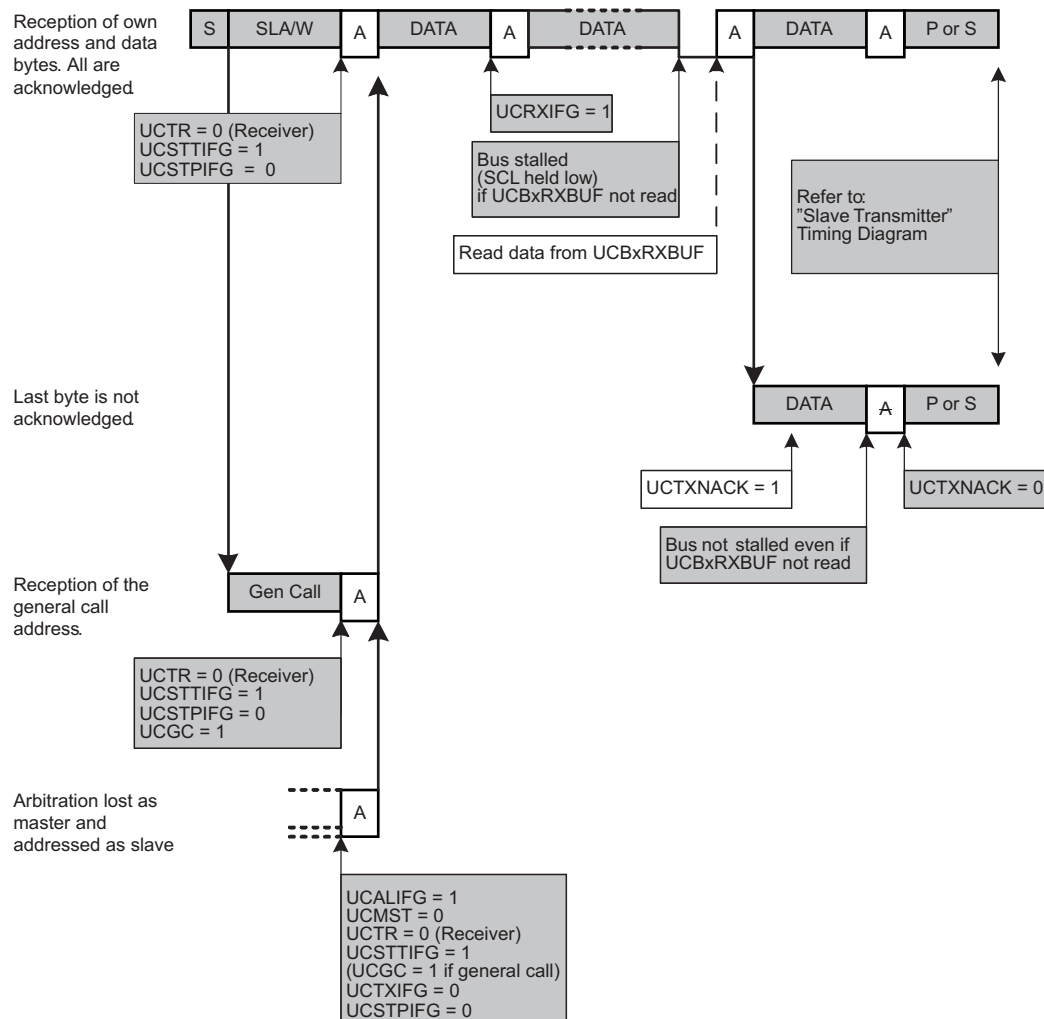 Reception of own
address and data
bytes. All are
acknowledged.
S SLA/W A DATA A DATA A DATA A P or S
UCTR = 0 (Receiver)
UCSTTIFG = 1
UCSTPIFG = 0
UCRXIFG = 1
Bus stalled
(SCL held low)
if UCBxRXBUF not read
Read data from UCBxRXBUF
Refer to:
”Slave Transmitter”
Timing Diagram
Last byte is not
acknowledged.
DATA A P or S
UCTXNACK = 1
UCTXNACK = 0
Bus not stalled even if
UCBxRXBUF not read
Reception of the
general call
address.
Gen Call A
UCTR = 0 (Receiver)
UCSTTIFG = 1
UCSTPIFG = 0
UCGC = 1
Arbitration lost as
master and
addressed as slave
A
UCALIFG = 1
UCMST = 0
UCTR = 0 (Receiver)
UCSTTIFG = 1
(UCGC = 1 if general call)
UCTXIFG = 0
UCSTPIFG = 0